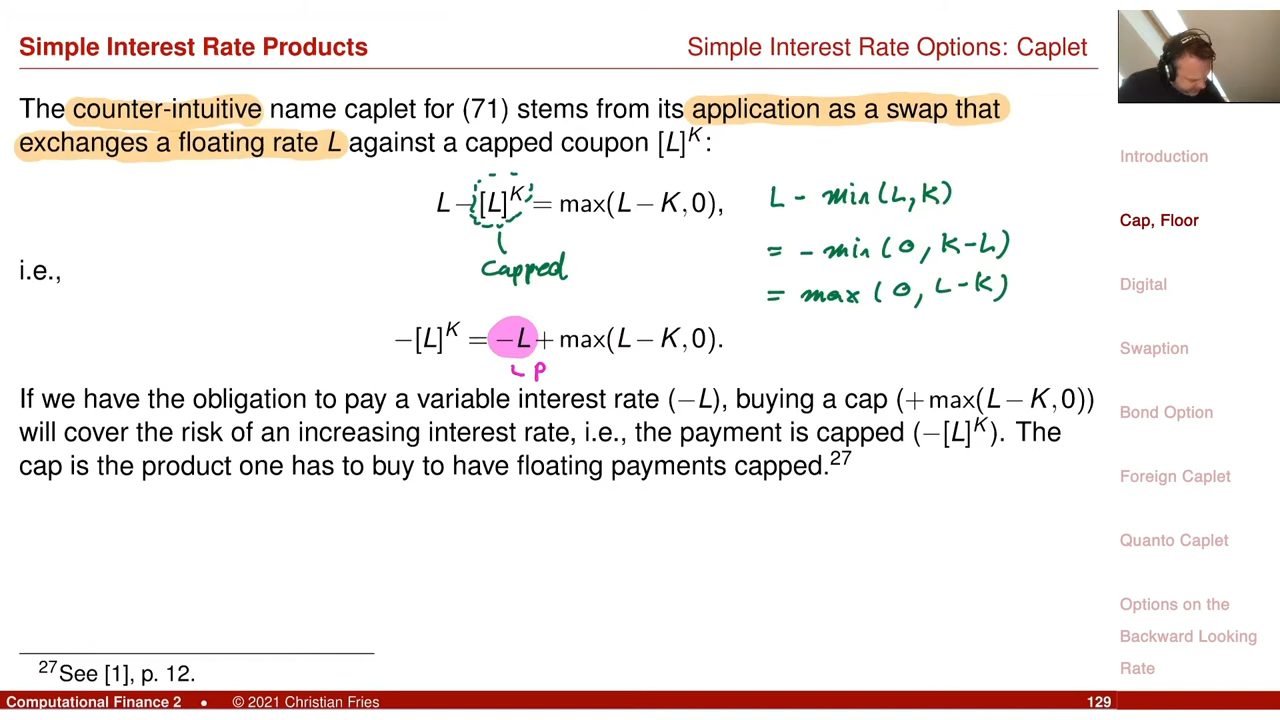 Simple Interest Rate Products
Simple Interest Rate Options: Caplet
The counter-intuitive name caplet for (71) stems from its application as a swap that
exchanges a floating rate L against a capped coupon [L]^K:
L − [L]^K = max(L − K, 0),
capped
L - min(L, K)
= - min(0, K-L)
= max(0, L-K)
i.e.,
−[L]^K = −L + max(L − K, 0).
If we have the obligation to pay a variable interest rate (−L), buying a cap (+max(L − K, 0))
will cover the risk of an increasing interest rate, i.e., the payment is capped (−[L]^K). The
cap is the product one has to buy to have floating payments capped.27
27See [1], p. 12.
Introduction
Cap, Floor
Digital
Swaption
Bond Option
Foreign Caplet
Quanto Caplet
Options on the
Backward Looking
Rate
Computational Finance 2 • © 2021 Christian Fries
129